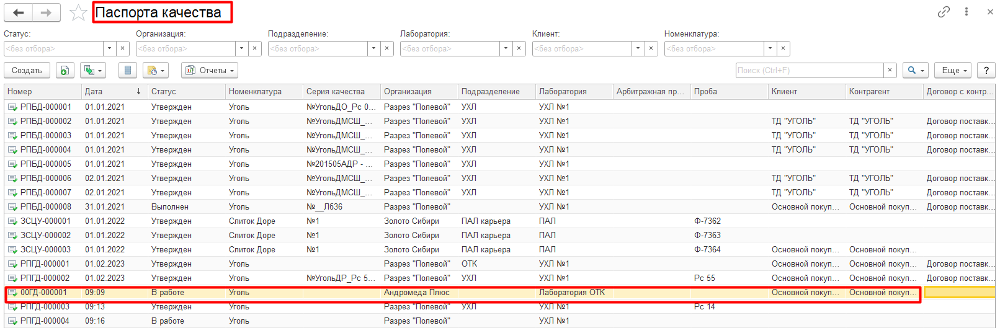 Паспорта качества
Статус: Организация: Подразделение: Лаборатория: Клиент: Номенклатура:
<без отбора> <без отбора> <без отбора> <без отбора> <без отбора> <без отбора>
Создать Отчеты Поиск (Ctrl+F) Еще ?
Номер Дата Статус Номенклатура Серия качества Организация Подразделение Лаборатория Арбитражная пр... Проба Клиент Контрагент Договор с контр...
РПБД-000001 01.01.2021 Утвержден Уголь №УгольДО_Рс 0... Разрез "Полевой" УХЛ УХЛ №1
РПБД-000002 01.01.2021 Утвержден Уголь №УгольДМСШ_... Разрез "Полевой" УХЛ УХЛ №1 ТД "УГОЛЬ" ТД "УГОЛЬ" Договор поставк...
РПБД-000003 01.01.2021 Утвержден Уголь №УгольДМСШ_... Разрез "Полевой" УХЛ УХЛ №1 ТД "УГОЛЬ" ТД "УГОЛЬ" Договор поставк...
РПБД-000004 01.01.2021 Утвержден Уголь №УгольДМСШ_... Разрез "Полевой" УХЛ УХЛ №1 ТД "УГОЛЬ" ТД "УГОЛЬ" Договор поставк...
РПБД-000005 01.01.2021 Утвержден Уголь №201505АДР - ... Разрез "Полевой" УХЛ УХЛ №1
РПБД-000006 02.01.2021 Утвержден Уголь №УгольДМСШ_... Разрез "Полевой" УХЛ УХЛ №1 ТД "УГОЛЬ" ТД "УГОЛЬ" Договор поставк...
РПБД-000007 02.01.2021 Утвержден Уголь №УгольДМСШ_... Разрез "Полевой" УХЛ УХЛ №1 ТД "УГОЛЬ" ТД "УГОЛЬ" Договор поставк...
РПБД-000008 31.01.2021 Выполнен Уголь №__Л636 Разрез "Полевой" УХЛ №1 Основной покуп... Основной покуп... Договор поставк...
ЗСЦУ-000001 01.01.2022 Утвержден Слиток Доре №1 Золото Сибири ПАЛ карьера ПАЛ Ф-7362
ЗСЦУ-000002 01.01.2022 Утвержден Слиток Доре №1 Золото Сибири ПАЛ карьера ПАЛ Ф-7363
ЗСЦУ-000003 01.01.2022 Утвержден Слиток Доре №1 Золото Сибири ПАЛ карьера ПАЛ Ф-7364 Основной покуп... Основной покуп...
РПГД-000001 01.02.2023 Утвержден Уголь Разрез "Полевой" ОТК УХЛ №1 Основной покуп... Основной покуп... Договор поставк...
РПГД-000002 01.02.2023 Утвержден Уголь №УгольДР_Рс 5... Разрез "Полевой" УХЛ УХЛ №1 Рс 55 Основной покуп... Основной покуп... Договор поставк...
00ГД-000001 09:09 В работе Уголь Андромеда Плюс Лаборатория ОТК Основной покуп... Основной покуп...
РПГД-000003 09:13 Утвержден Уголь Разрез "Полевой" УХЛ УХЛ №1 Рс 14
РПГД-000004 09:16 В работе Уголь Разрез "Полевой" УХЛ №1